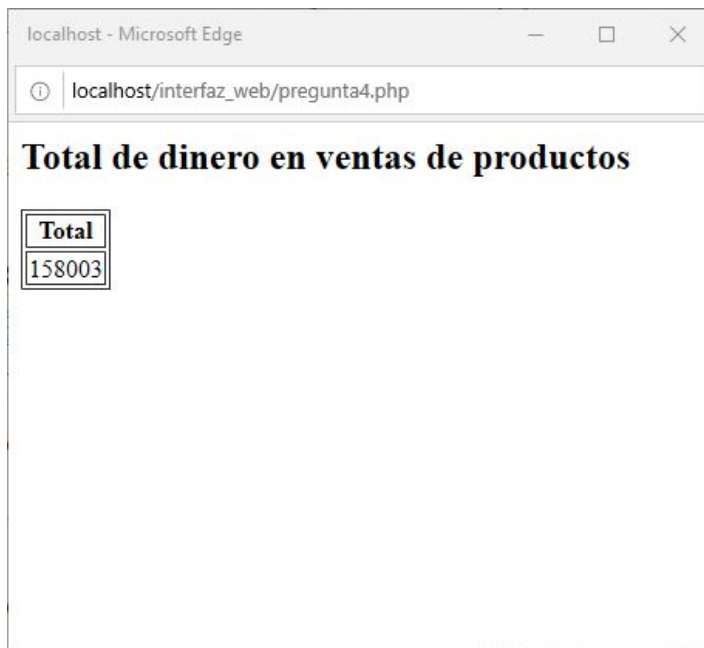 localhost - Microsoft Edge
localhost/interfaz_web/pregunta4.php
Total de dinero en ventas de productos
Total
158003